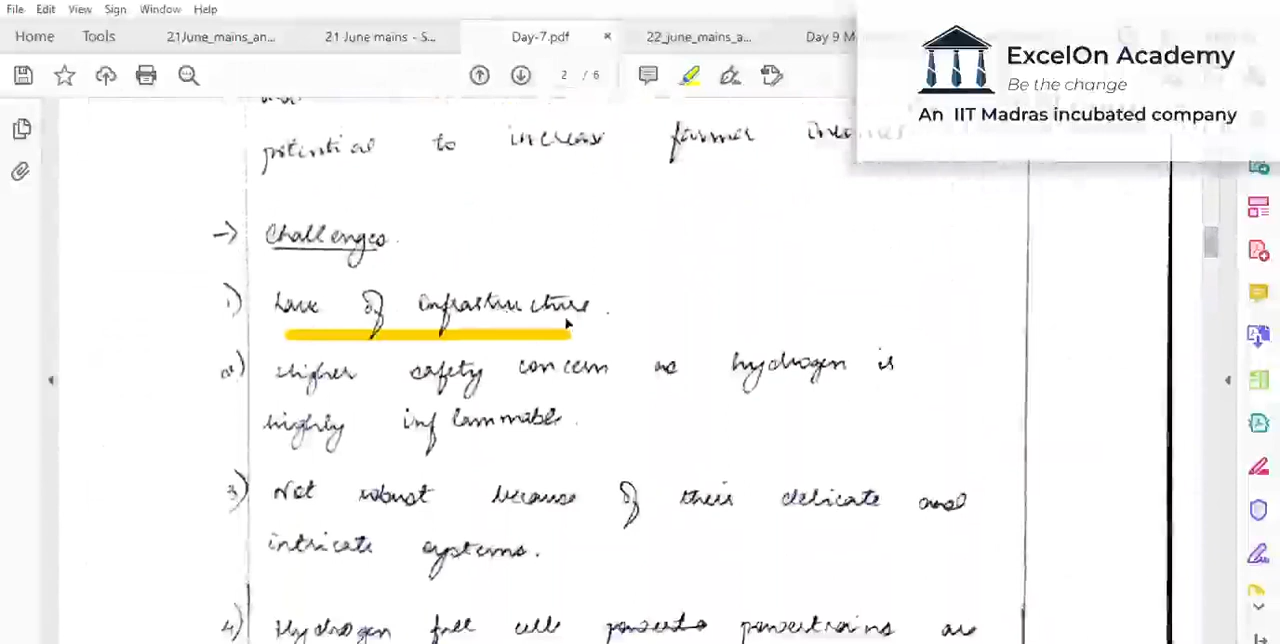 File Edit View Sign Window Help
Home Tools 21June_mains_an... 21 June mains - S... Day-7.pdf × 22_june_mains_a... Day 9 M
ExcelOn Academy
Be the change
An IIT Madras incubated company
2 / 6
potential to increase farmer
→ Challenges.
1) Lack of infrastructure.
2) Higher safety concern as hydrogen is
highly inflammable.
3) Not robust because of their delicate and
intricate systems.
4) Hydrogen fuel cell powertrains are